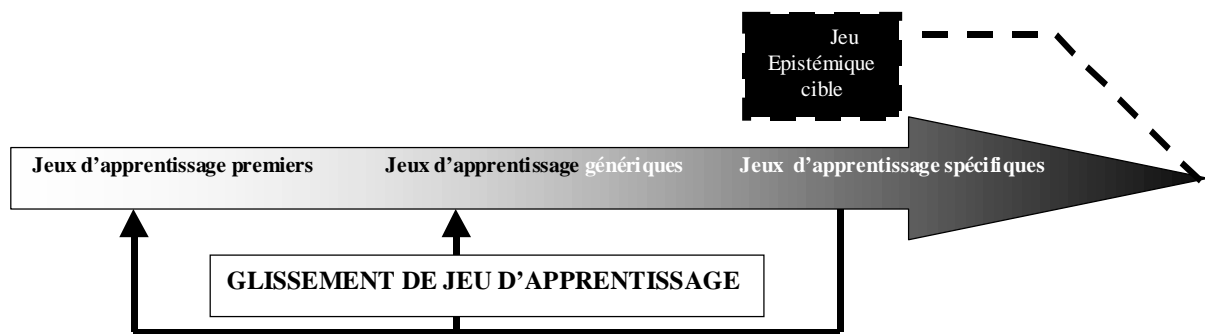 Jeu
Epistémique
cible
Jeux d’apprentissage premiers Jeux d’apprentissage génériques Jeux d’apprentissage spécifiques
GLISSEMENT DE JEU D’APPRENTISSAGE